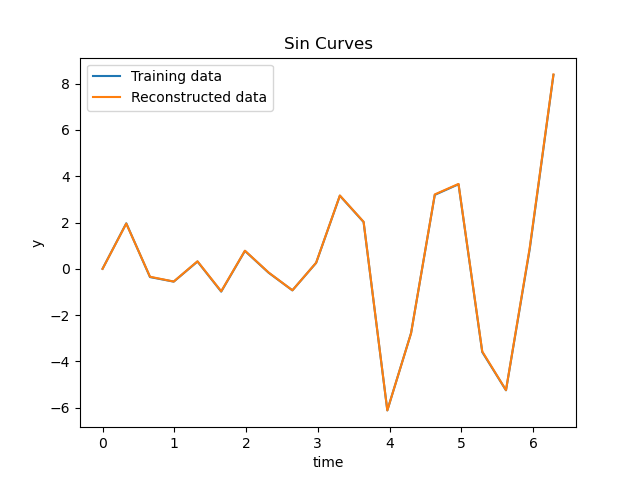 Sin Curves
Training data
Reconstructed data
8
6
4
2
0
−2
−4
−6
y
0 1 2 3 4 5 6
time